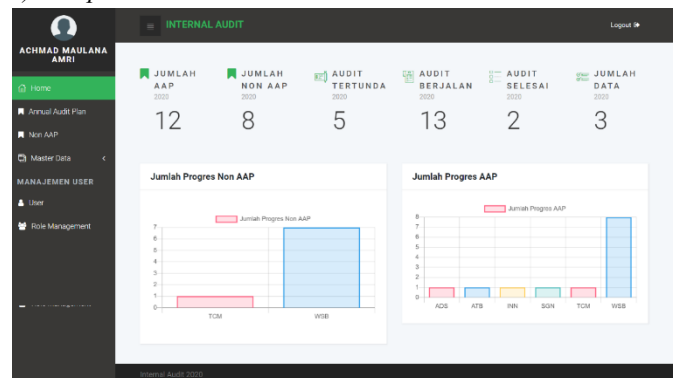 INTERNAL AUDIT
Logout
ACHMAD MAULANA
AMRI
Home
Annual Audit Plan
Non AAP
Master Data
MANAJEMEN USER
User
Role Management
JUMLAH
AAP
2020
12
JUMLAH
NON AAP
2020
8
AUDIT
TERTUNDA
2020
5
AUDIT
BERJALAN
2020
13
AUDIT
SELESAI
2020
2
JUMLAH
DATA
2020
3
Jumlah Progres Non AAP
Jumlah Progres Non AAP
7
6
5
4
3
2
1
0
TCM WSB
Jumlah Progres AAP
Jumlah Progres AAP
8
7
6
5
4
3
2
1
0
ADS ATB INN SGN TCM WSB
Internal Audit 2020